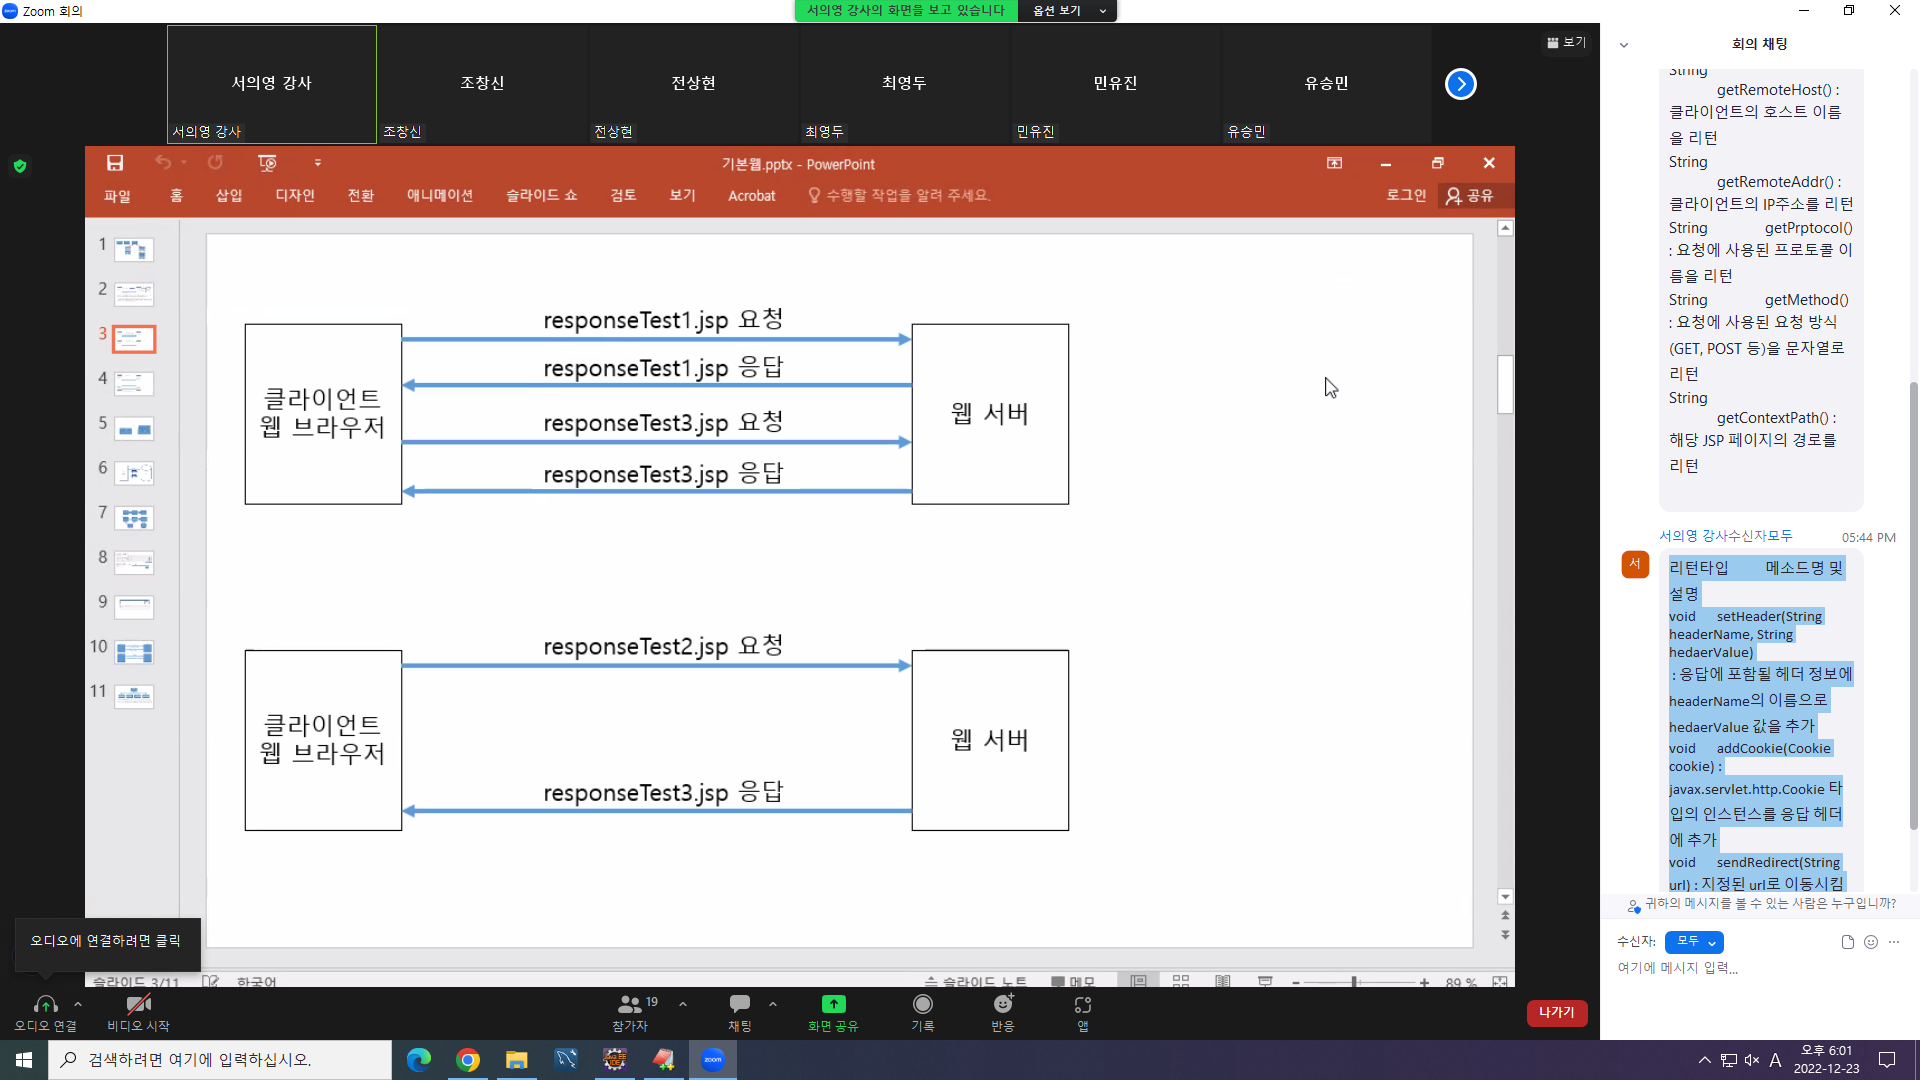 Zoom 회의
서의영 강사의 화면을 보고 있습니다
옵션 보기
보기
서의영 강사
조창신
전상현
최영두
민유진
유승민
서의영 강사
조창신
전상현
최영두
민유진
유승민
기본웹.pptx - PowerPoint
파일 홈 삽입 디자인 전환 애니메이션 슬라이드 쇼 검토 보기 Acrobat 수행할 작업을 알려 주세요. 로그인 공유
1
2
3
4
5
6
7
8
9
10
11
responseTest1.jsp 요청
responseTest1.jsp 응답
responseTest3.jsp 요청
responseTest3.jsp 응답
클라이언트
웹 브라우저
웹 서버
responseTest2.jsp 요청
responseTest3.jsp 응답
클라이언트
웹 브라우저
웹 서버
슬라이드 3/11 한국어
슬라이드 노트 메모 89 %
오디오에 연결하려면 클릭
오디오 연결
비디오 시작
19
참가자
채팅
화면 공유
기록
반응
앱
나가기
회의 채팅
String
getRemoteHost() :
클라이언트의 호스트 이름
을 리턴
String
getRemoteAddr() :
클라이언트의 IP주소를 리턴
String getPrptocol()
: 요청에 사용된 프로토콜 이
름을 리턴
String getMethod()
: 요청에 사용된 요청 방식
(GET, POST 등)을 문자열로
리턴
String
getContextPath() :
해당 JSP 페이지의 경로를
리턴
서의영 강사수신자모두 05:44 PM
서
리턴타입 메소드명 및
설명
void setHeader(String
headerName, String
hedaerValue)
: 응답에 포함될 헤더 정보에
headerName의 이름으로
hedaerValue 값을 추가
void addCookie(Cookie
cookie) :
javax.servlet.http.Cookie 타
입의 인스턴스를 응답 헤더
에 추가
void sendRedirect(String
url) : 지정된 url로 이동시킴
귀하의 메시지를 볼 수 있는 사람은 누구입니까?
수신자: 모두
여기에 메시지 입력...
검색하려면 여기에 입력하십시오.
zoom
A
오후 6:01
2022-12-23